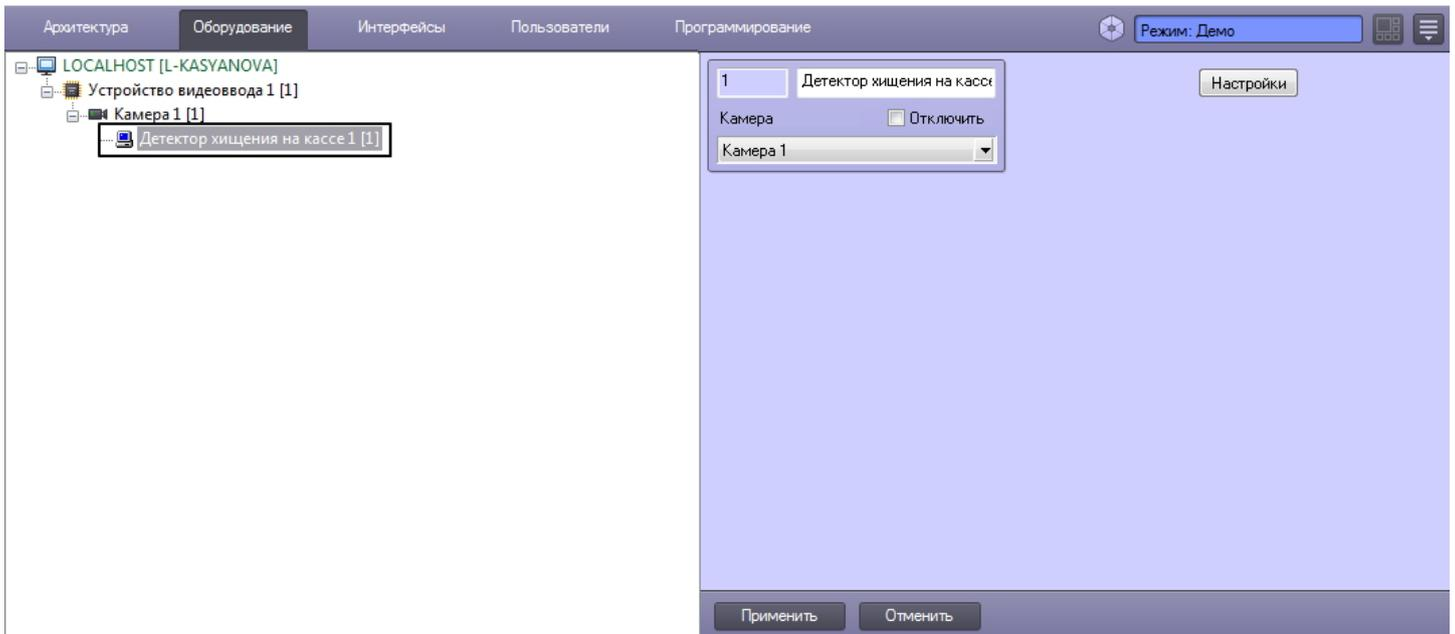 Архитектура Оборудование Интерфейсы Пользователи Программирование Режим: Демо
LOCALHOST [L-KASYANOVA]
Устройство видеоввода 1 [1]
Камера 1 [1]
Детектор хищения на кассе 1 [1]
1 Детектор хищения на кассе
Настройки
Камера Отключить
Камера 1
Применить Отменить